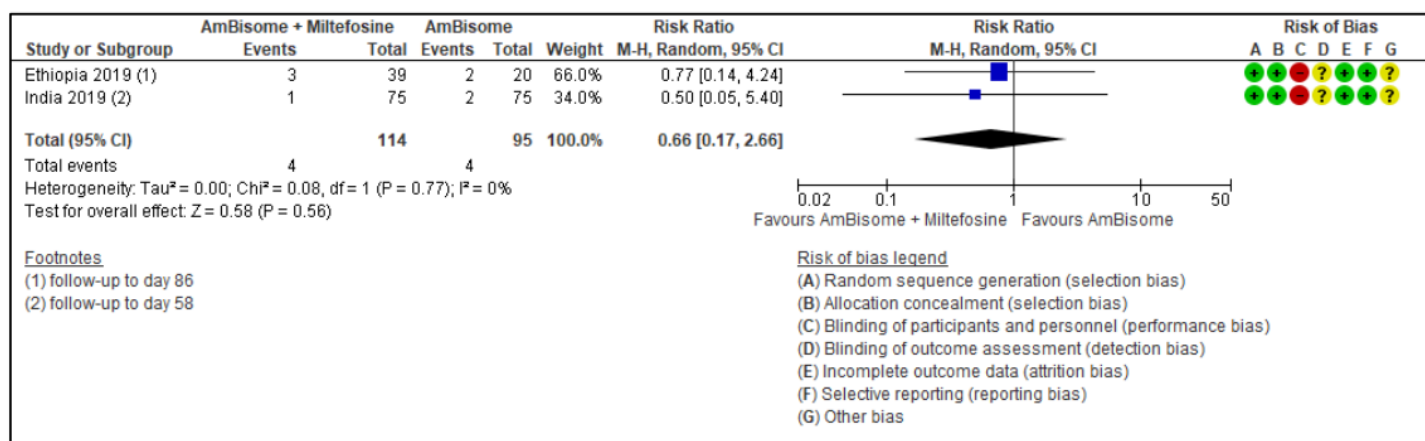 AmBisome + Miltefosine AmBisome Risk Ratio Risk Ratio Risk of Bias
Study or Subgroup Events Total Events Total Weight M-H, Random, 95% CI M-H, Random, 95% CI A B C D E F G
Ethiopia 2019 (1) 3 39 2 20 66.0% 0.77 [0.14, 4.24] + + – ? + + ?
India 2019 (2) 1 75 2 75 34.0% 0.50 [0.05, 5.40] + + – ? + + ?
Total (95% CI) 114 95 100.0% 0.66 [0.17, 2.66]
Total events 4 4
Heterogeneity: Tau² = 0.00; Chi² = 0.08, df = 1 (P = 0.77); I² = 0%
Test for overall effect: Z = 0.58 (P = 0.56)
0.02 0.1 1 10 50
Favours AmBisome + Miltefosine Favours AmBisome
Footnotes
(1) follow-up to day 86
(2) follow-up to day 58
Risk of bias legend
(A) Random sequence generation (selection bias)
(B) Allocation concealment (selection bias)
(C) Blinding of participants and personnel (performance bias)
(D) Blinding of outcome assessment (detection bias)
(E) Incomplete outcome data (attrition bias)
(F) Selective reporting (reporting bias)
(G) Other bias